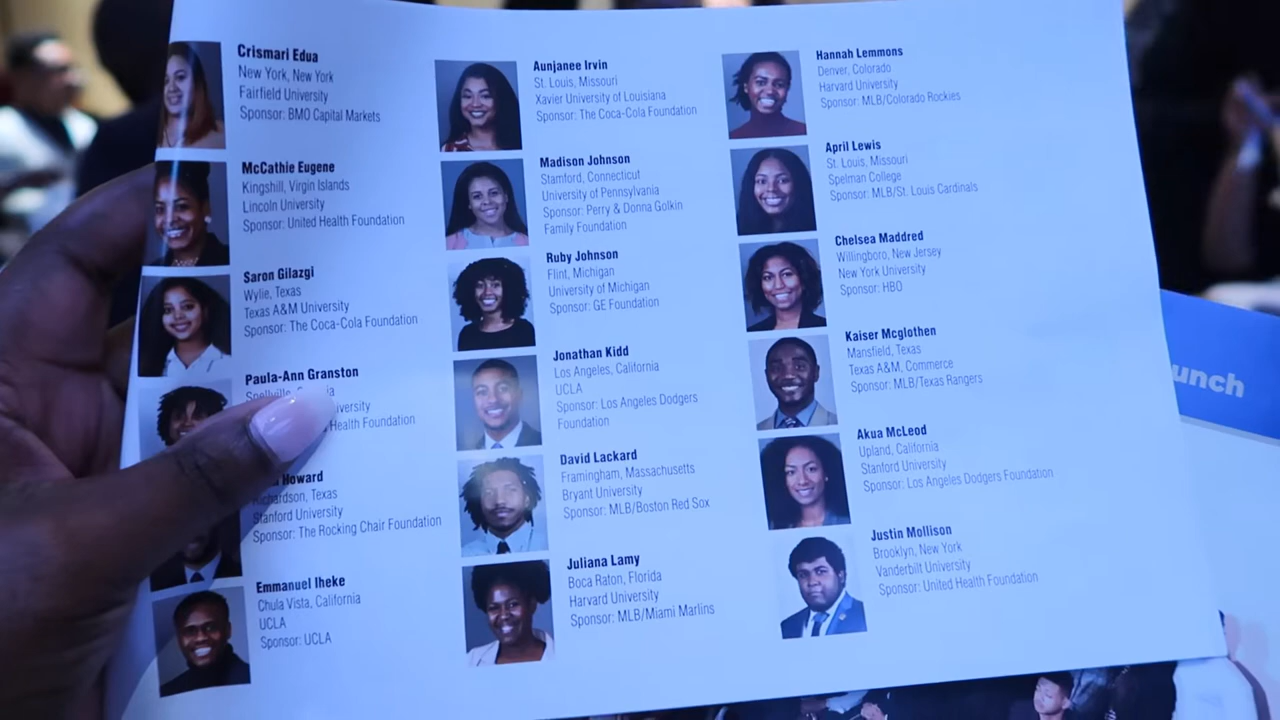 Crismari Edua
New York, New York
Fairfield University
Sponsor: BMO Capital Markets
McCathie Eugene
Kingshill, Virgin Islands
Lincoln University
Sponsor: United Health Foundation
Saron Gilazgi
Wylie, Texas
Texas A&M University
Sponsor: The Coca-Cola Foundation
Paula-Ann Granston
Health Foundation
Howard
Richardson, Texas
Stanford University
Sponsor: The Rocking Chair Foundation
Emmanuel Iheke
Chula Vista, California
UCLA
Sponsor: UCLA
Aunjanee Irvin
St. Louis, Missouri
Xavier University of Louisiana
Sponsor: The Coca-Cola Foundation
Madison Johnson
Stamford, Connecticut
University of Pennsylvania
Sponsor: Perry & Donna Golkin
Family Foundation
Ruby Johnson
Flint, Michigan
University of Michigan
Sponsor: GE Foundation
Jonathan Kidd
Los Angeles, California
UCLA
Sponsor: Los Angeles Dodgers
Foundation
David Lackard
Framingham, Massachusetts
Bryant University
Sponsor: MLB/Boston Red Sox
Juliana Lamy
Boca Raton, Florida
Harvard University
Sponsor: MLB/Miami Marlins
Hannah Lemmons
Denver, Colorado
Harvard University
Sponsor: MLB/Colorado Rockies
April Lewis
St. Louis, Missouri
Spelman College
Sponsor: MLB/St. Louis Cardinals
Chelsea Maddred
Willingboro, New Jersey
New York University
Sponsor: HBO
Kaiser Mcglothen
Mansfield, Texas
Texas A&M, Commerce
Sponsor: MLB/Texas Rangers
Akua McLeod
Upland, California
Stanford University
Sponsor: Los Angeles Dodgers Foundation
Justin Mollison
Brooklyn, New York
Vanderbilt University
Sponsor: United Health Foundation
unch